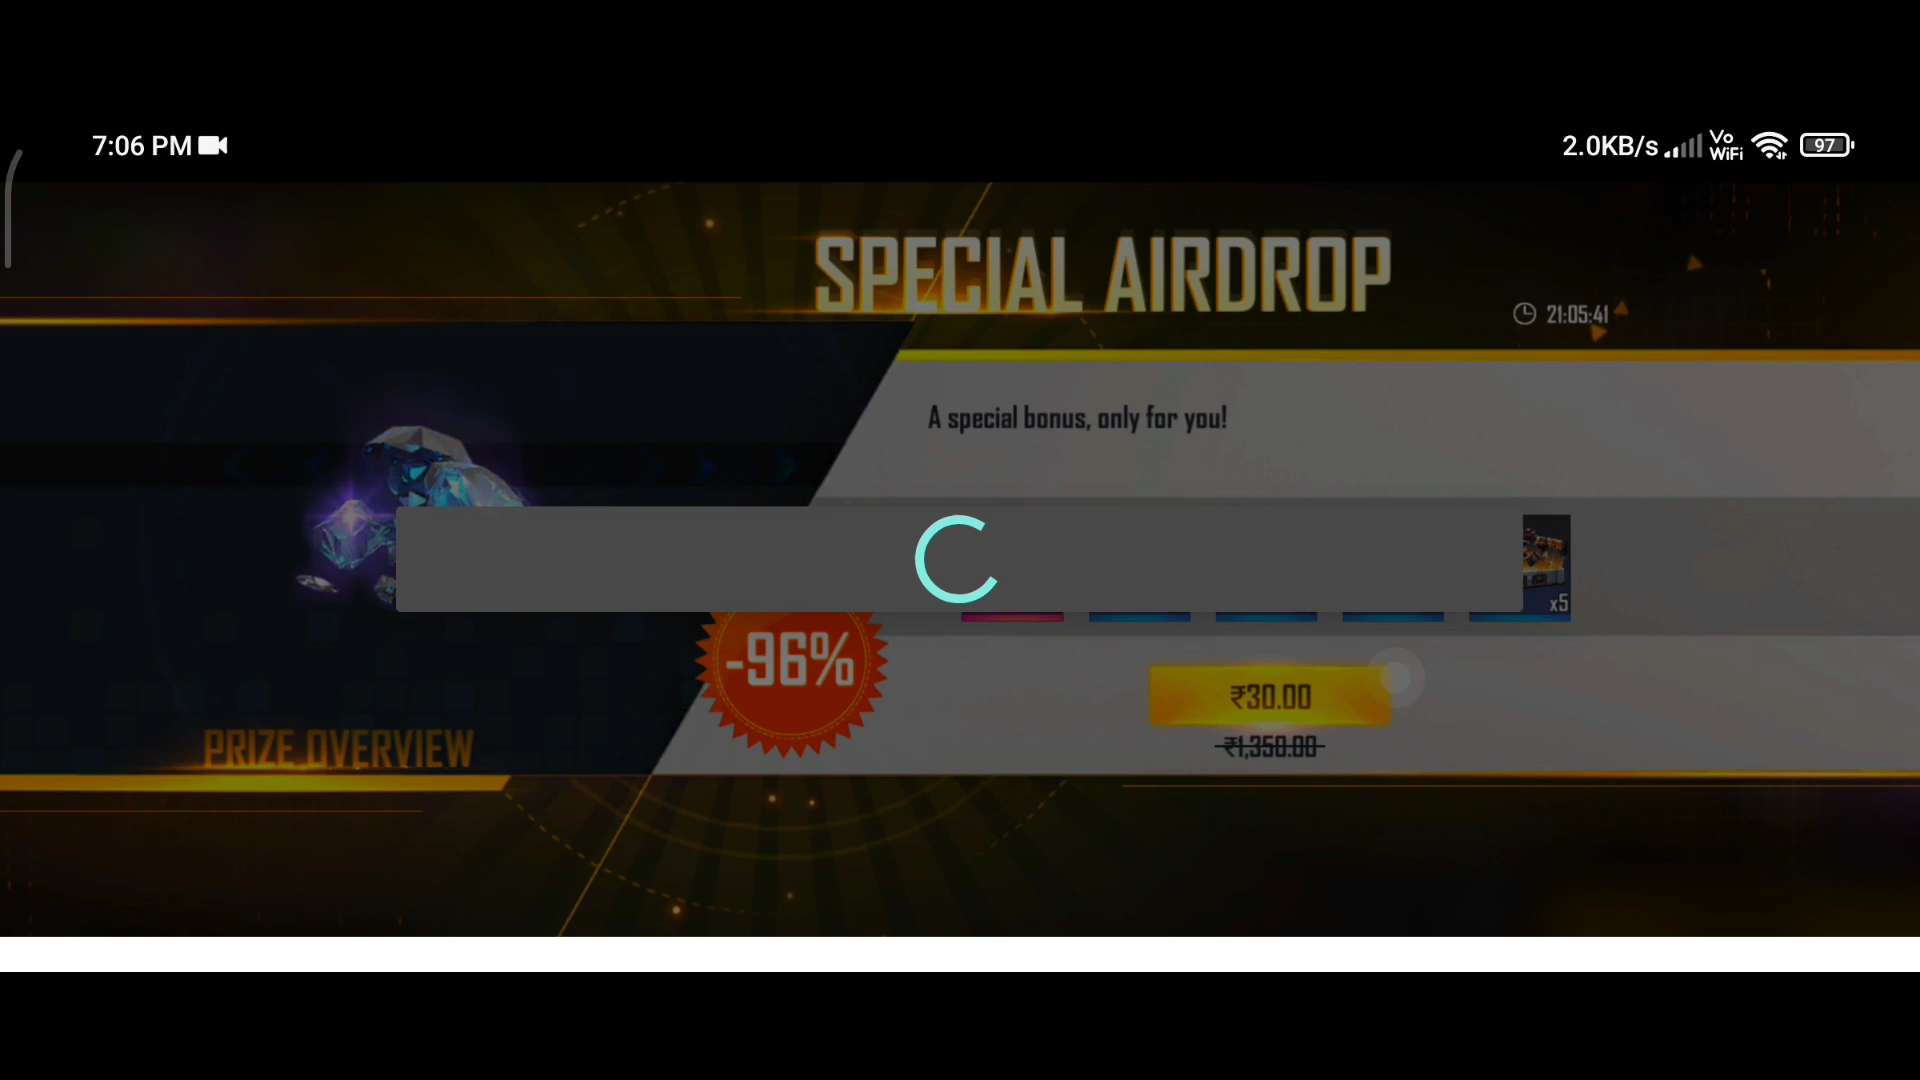 7:06 PM
2.0KB/s
Vo
WiFi
97
SPECIAL AIRDROP
21:05:41
A special bonus, only for you!
x5
-96%
₹30.00
₹1,350.00
PRIZE OVERVIEW